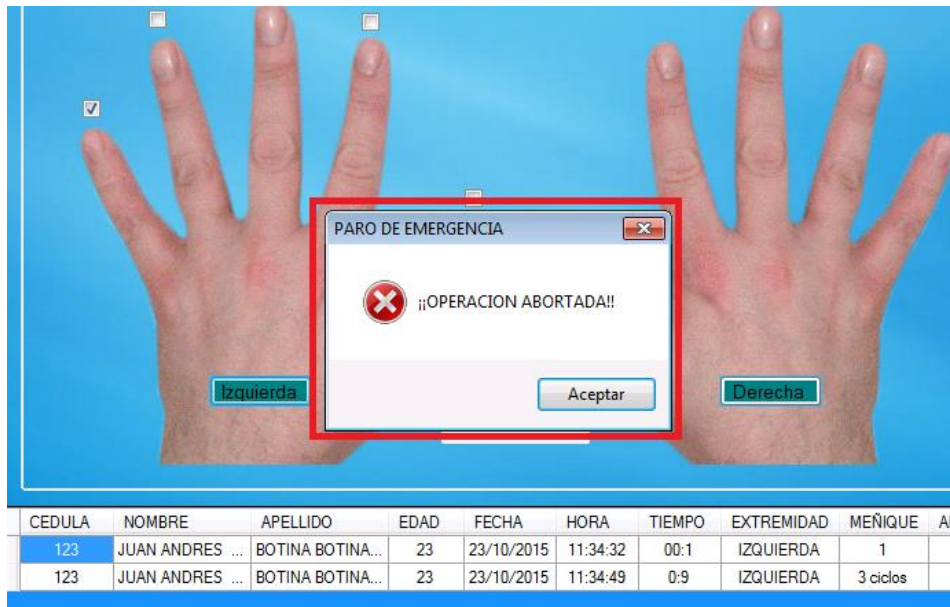 PARO DE EMERGENCIA
¡¡OPERACION ABORTADA!!
Aceptar
Izquierda
Derecha
CEDULA NOMBRE APELLIDO EDAD FECHA HORA TIEMPO EXTREMIDAD MEÑIQUE
123 JUAN ANDRES ... BOTINA BOTINA... 23 23/10/2015 11:34:32 00:1 IZQUIERDA 1
123 JUAN ANDRES ... BOTINA BOTINA... 23 23/10/2015 11:34:49 0:9 IZQUIERDA 3 ciclos